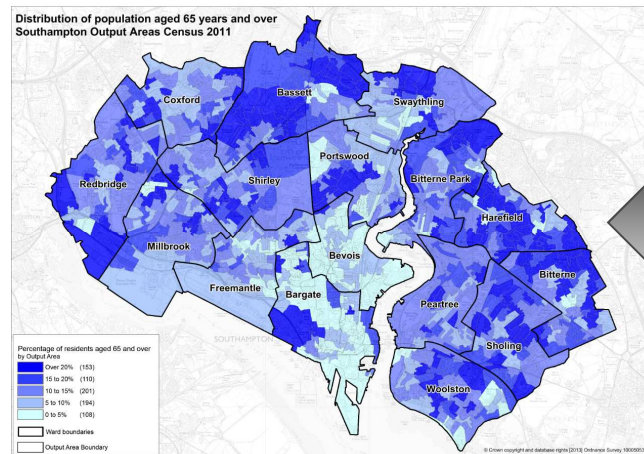 Distribution of population aged 65 years and over
Southampton Output Areas Census 2011
Bassett
Coxford
Swaythling
Portswood
Shirley
Redbridge
Bitterne Park
Harefield
Millbrook
Bevois
Bitterne
Freemantle
Bargate
Peartree
SOUTHAMPTON
Sholing
Woolston
Percentage of residents aged 65 and over
by Output Area
Over 20% (153)
15 to 20% (110)
10 to 15% (201)
5 to 10% (194)
0 to 5% (108)
Ward boundaries
Output Area Boundary
© Crown copyright and database rights [2013] Ordnance Survey